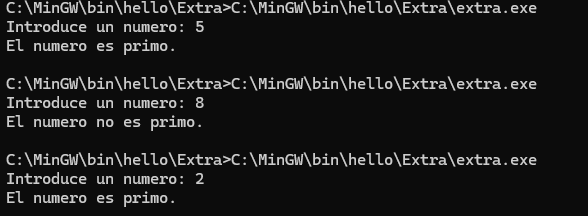 C:\MinGW\bin\hello\Extra>C:\MinGW\bin\hello\Extra\extra.exe
Introduce un numero: 5
El numero es primo.
C:\MinGW\bin\hello\Extra>C:\MinGW\bin\hello\Extra\extra.exe
Introduce un numero: 8
El numero no es primo.
C:\MinGW\bin\hello\Extra>C:\MinGW\bin\hello\Extra\extra.exe
Introduce un numero: 2
El numero es primo.